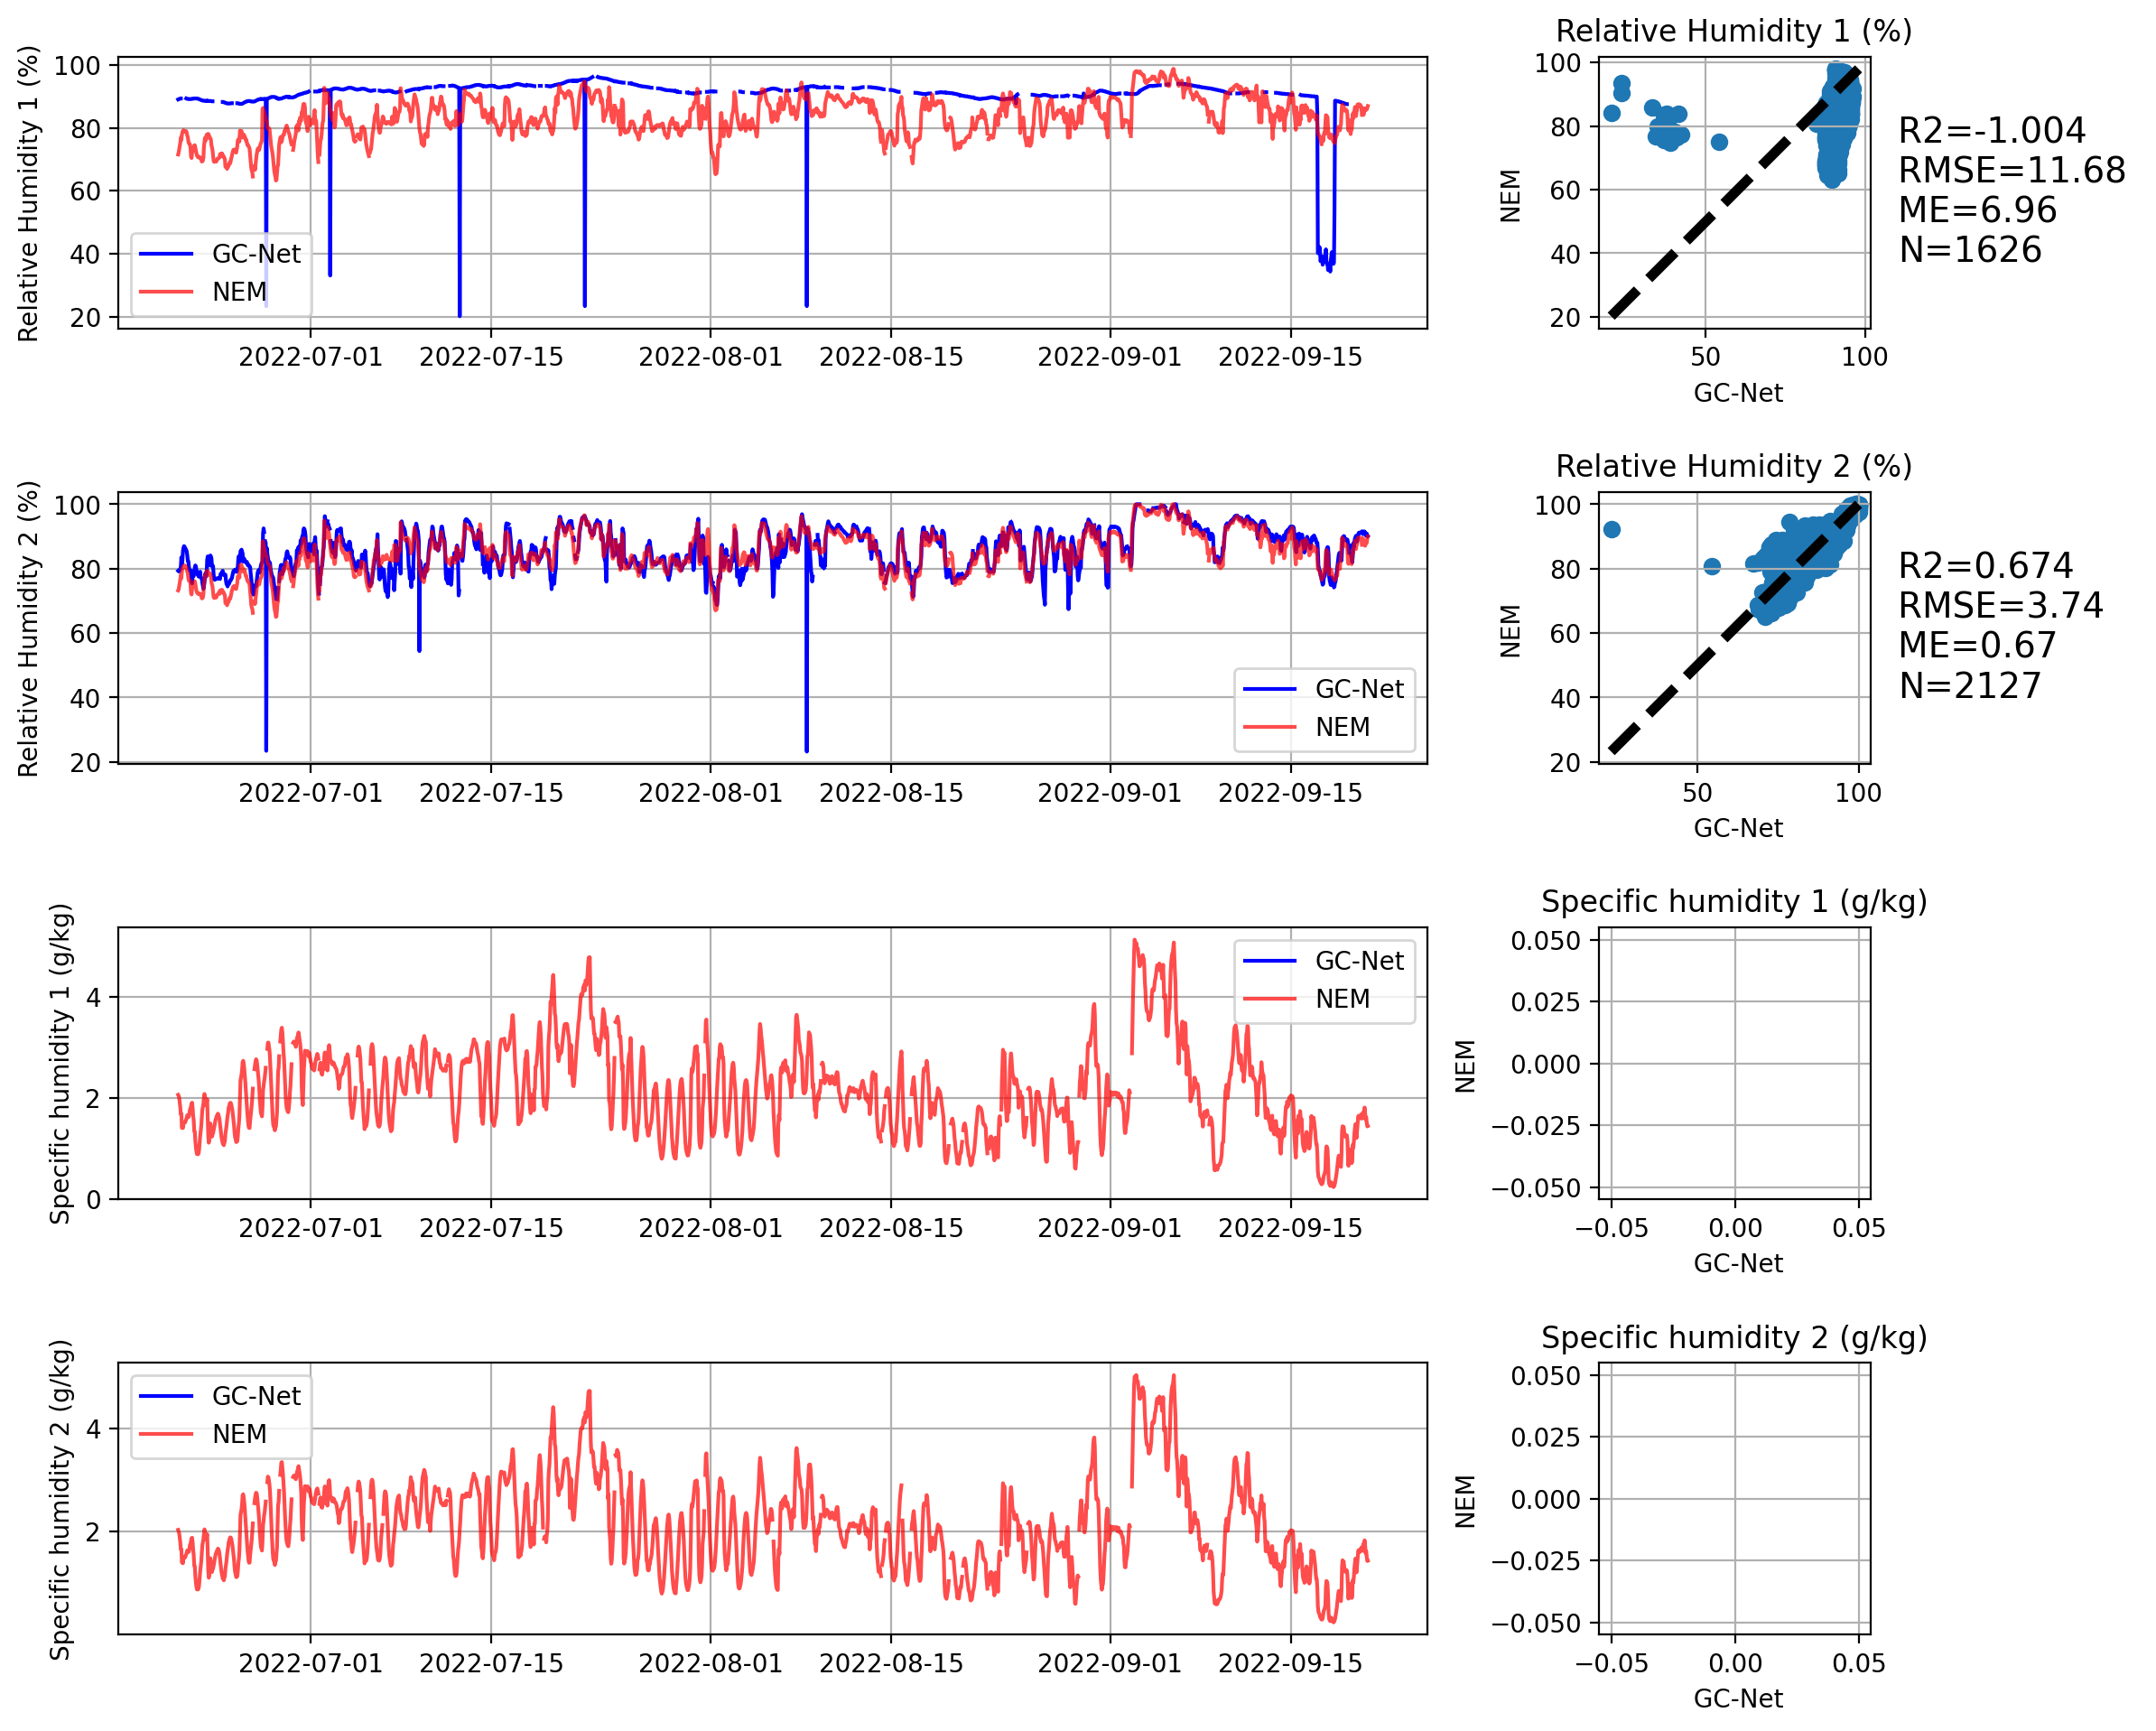 Relative Humidity 1 (%)
100
80
60
40
20
GC-Net
NEM
2022-07-01 2022-07-15 2022-08-01 2022-08-15 2022-09-01 2022-09-15
Relative Humidity 1 (%)
NEM
100
80
60
40
20
50 100
GC-Net
R2=-1.004
RMSE=11.68
ME=6.96
N=1626
Relative Humidity 2 (%)
100
80
60
40
20
GC-Net
NEM
2022-07-01 2022-07-15 2022-08-01 2022-08-15 2022-09-01 2022-09-15
Relative Humidity 2 (%)
NEM
100
80
60
40
20
50 100
GC-Net
R2=0.674
RMSE=3.74
ME=0.67
N=2127
Specific humidity 1 (g/kg)
4
2
0
GC-Net
NEM
2022-07-01 2022-07-15 2022-08-01 2022-08-15 2022-09-01 2022-09-15
Specific humidity 1 (g/kg)
NEM
0.050
0.025
0.000
−0.025
−0.050
−0.05 0.00 0.05
GC-Net
Specific humidity 2 (g/kg)
4
2
GC-Net
NEM
2022-07-01 2022-07-15 2022-08-01 2022-08-15 2022-09-01 2022-09-15
Specific humidity 2 (g/kg)
NEM
0.050
0.025
0.000
−0.025
−0.050
−0.05 0.00 0.05
GC-Net